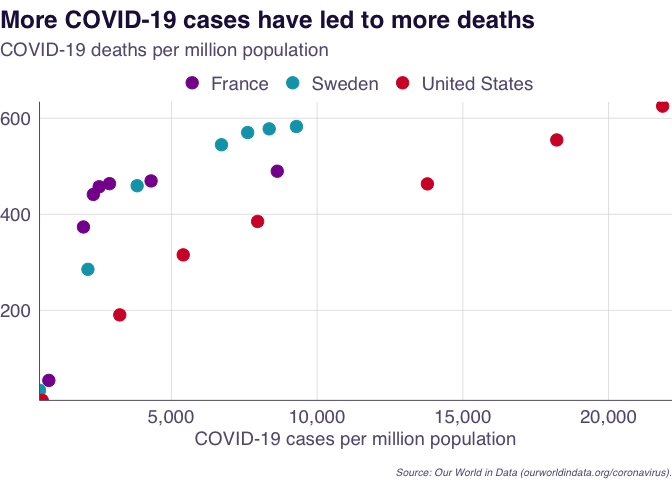 More COVID-19 cases have led to more deaths
COVID-19 deaths per million population
France Sweden United States
600
400
200
5,000 10,000 15,000 20,000
COVID-19 cases per million population
Source: Our World in Data (ourworldindata.org/coronavirus).